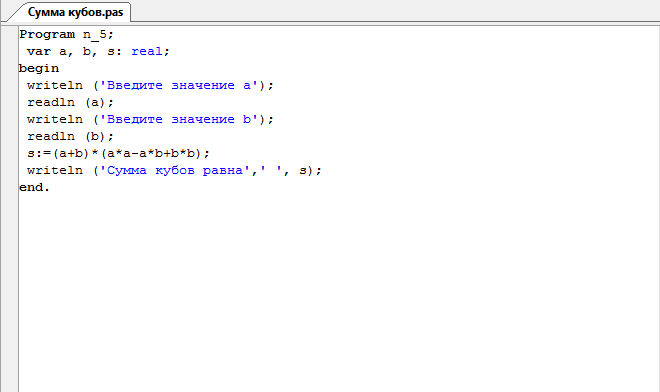 Сумма кубов.pas
Program n_5;
var a, b, s: real;
begin
writeln ('Введите значение a');
readln (a);
writeln ('Введите значение b');
readln (b);
s:=(a+b)*(a*a-a*b+b*b);
writeln ('Сумма кубов равна',' ', s);
end.